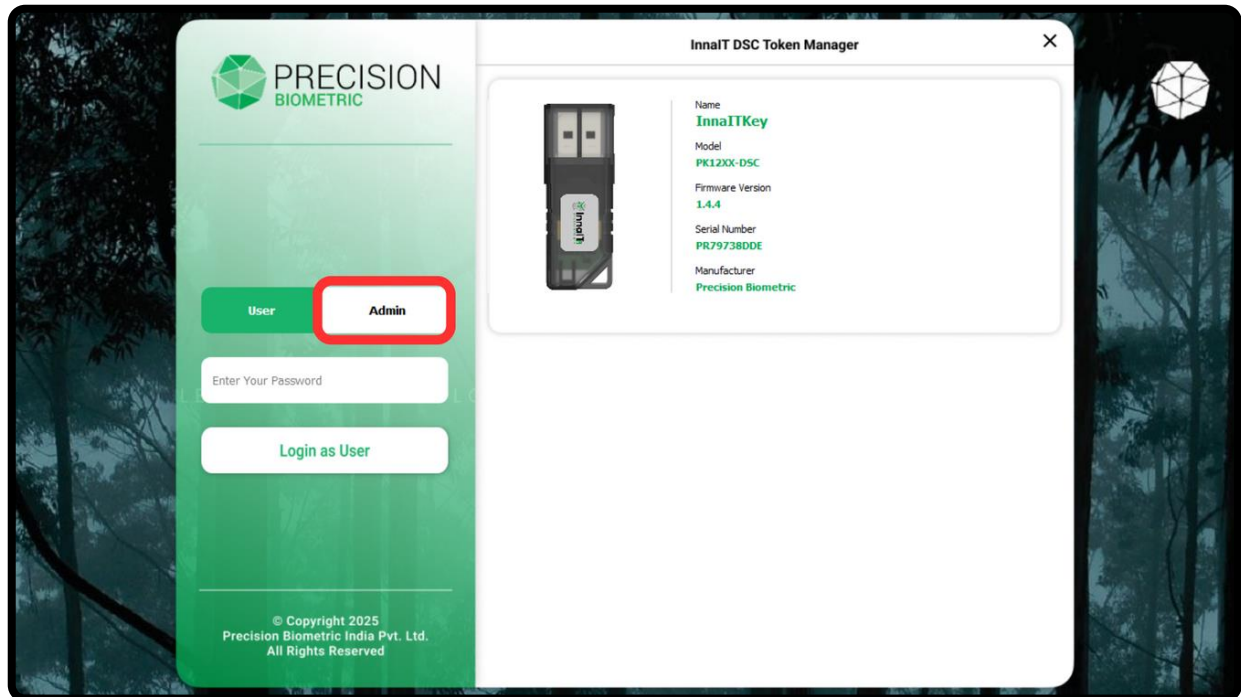 PRECISION
BIOMETRIC
User
Admin
Enter Your Password
Login as User
© Copyright 2025
Precision Biometric India Pvt. Ltd.
All Rights Reserved
InnaIT DSC Token Manager
InnaIT
Name
InnaITKey
Model
PK12XX-DSC
Firmware Version
1.4.4
Serial Number
PR79738DDE
Manufacturer
Precision Biometric